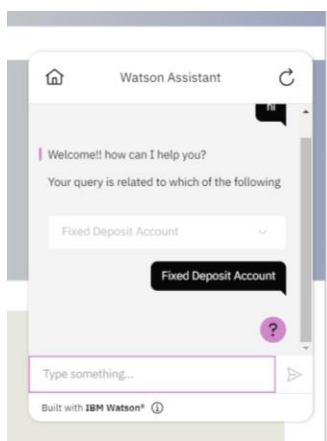 Watson Assistant
hi
Welcome!! how can I help you?
Your query is related to which of the following
Fixed Deposit Account
Fixed Deposit Account
?
Type something...
Built with IBM Watson®